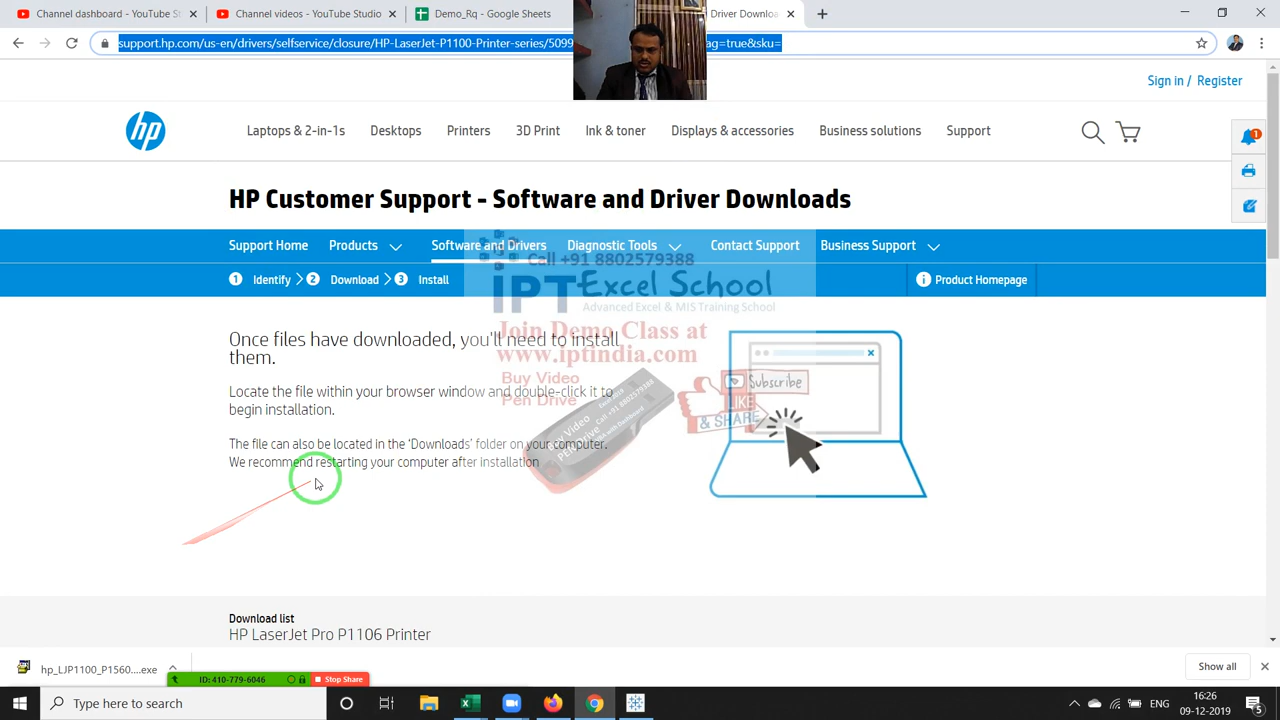 Channel dashboard - YouTube St
Channel videos - YouTube Studio
Demo_Rq - Google Sheets
Driver Downloa
support.hp.com/us-en/drivers/selfservice/closure/HP-LaserJet-P1100-Printer-series/5099
ag=true&sku=
Sign in / Register
hp
Laptops & 2-in-1s
Desktops
Printers
3D Print
Ink & toner
Displays & accessories
Business solutions
Support
1
HP Customer Support - Software and Driver Downloads
Support Home
Products
Software and Drivers
Diagnostic Tools
Contact Support
Business Support
Call +91 8802579388
1 Identify
2 Download
3 Install
Product Homepage
IPT Excel School
Advanced Excel & MIS Training School
Join Demo Class at
www.iptindia.com
Once files have downloaded, you'll need to install
them.
Buy Video
Pen Drive
Subscribe
LIKE
& SHARE
Locate the file within your browser window and double-click it to
begin installation.
The file can also be located in the 'Downloads' folder on your computer.
We recommend restarting your computer after installation
Download list
HP LaserJet Pro P1106 Printer
hp_LJP1100_P1560....exe
Show all
ID: 410-779-6046
Stop Share
Type here to search
ENG
16:26
09-12-2019
5